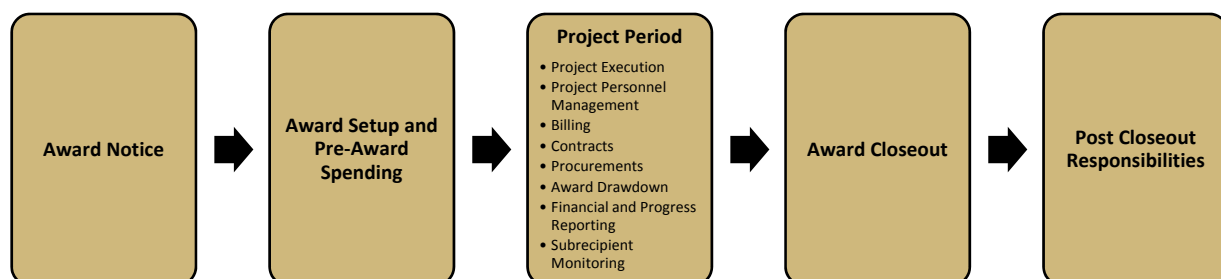 Award Notice
Award Setup and
Pre-Award
Spending
Project Period
• Project Execution
• Project Personnel
Management
• Billing
• Contracts
• Procurements
• Award Drawdown
• Financial and Progress
Reporting
• Subrecipient
Monitoring
Award Closeout
Post Closeout
Responsibilities